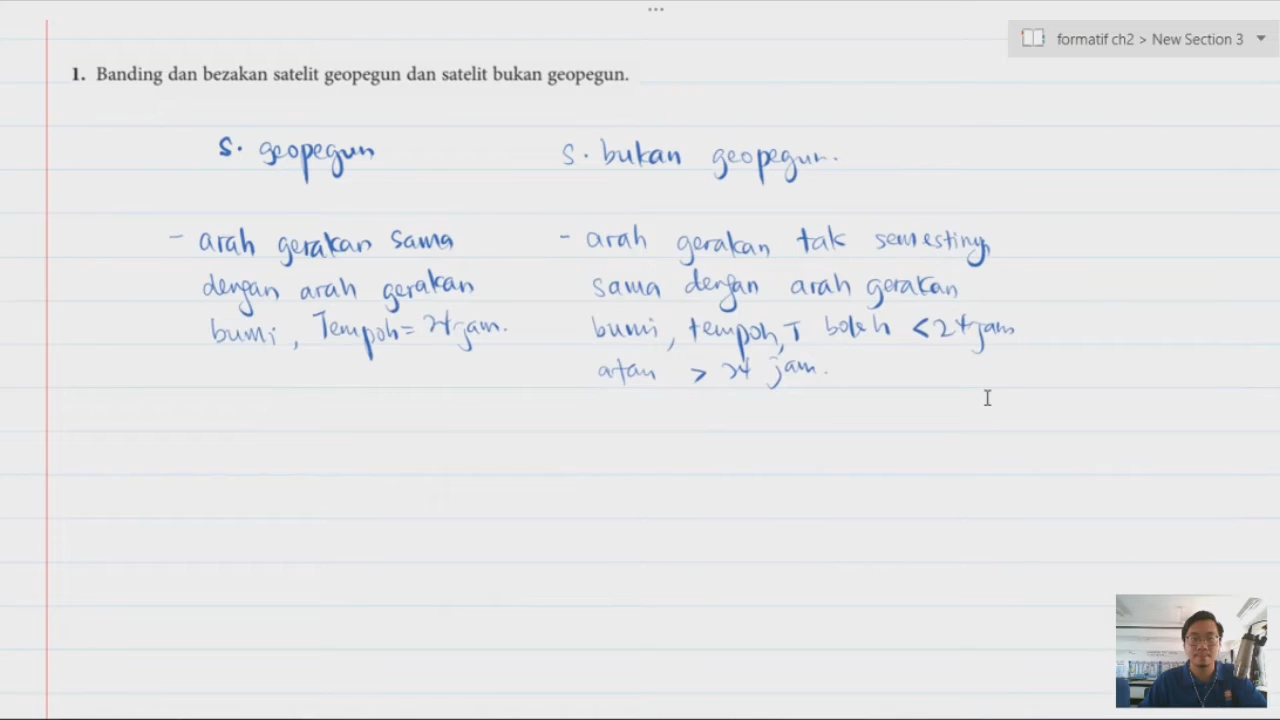 ...
formatif ch2 > New Section 3
1. Banding dan bezakan satelit geopegun dan satelit bukan geopegun.
s. geopegun
s. bukan geopegun.
- arah gerakan sama
dengan arah gerakan
bumi, Tempoh = 24 jam.
- arah gerakan tak semestiny
sama dengan arah gerakan
bumi, tempoh, T boleh < 24 jam
atau > 24 jam.